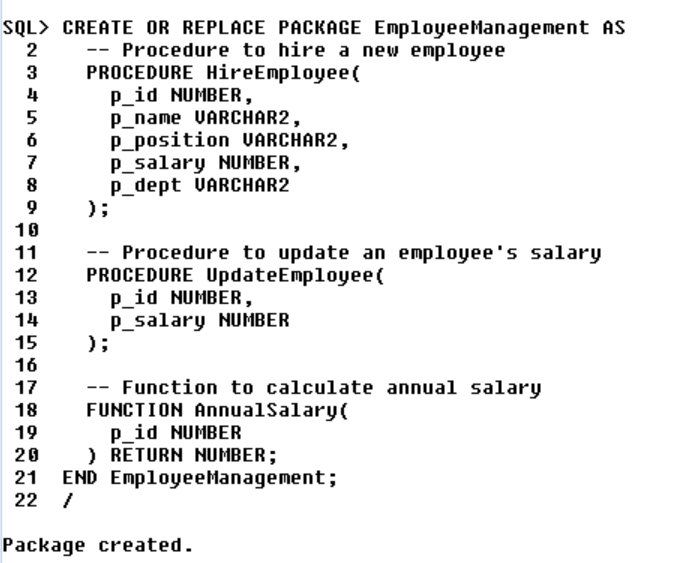 SQL> CREATE OR REPLACE PACKAGE EmployeeManagement AS
  2    -- Procedure to hire a new employee
  3    PROCEDURE HireEmployee(
  4      p_id NUMBER,
  5      p_name VARCHAR2,
  6      p_position VARCHAR2,
  7      p_salary NUMBER,
  8      p_dept VARCHAR2
  9    );
 10
 11    -- Procedure to update an employee's salary
 12    PROCEDURE UpdateEmployee(
 13      p_id NUMBER,
 14      p_salary NUMBER
 15    );
 16
 17    -- Function to calculate annual salary
 18    FUNCTION AnnualSalary(
 19      p_id NUMBER
 20    ) RETURN NUMBER;
 21  END EmployeeManagement;
 22  /
Package created.